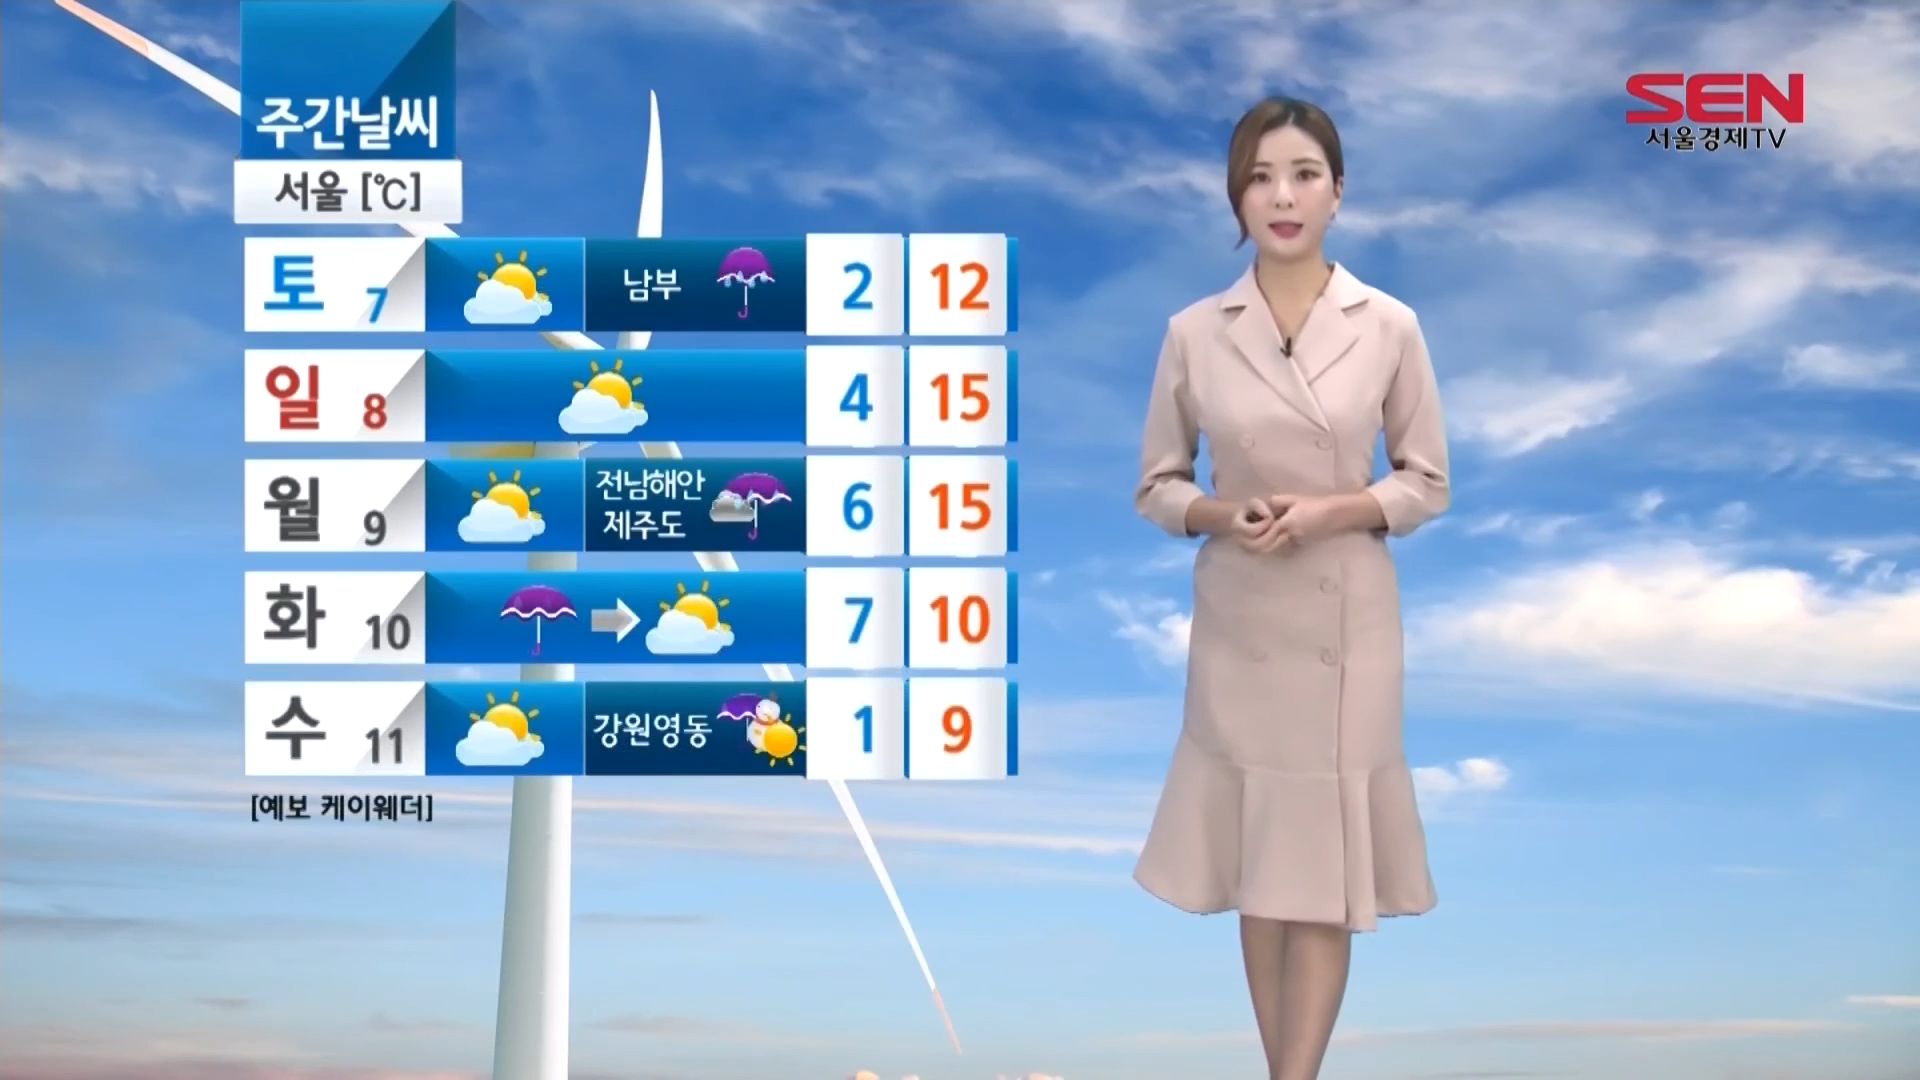 주간날씨
서울 [℃]
토 7 남부 2 12
일 8 4 15
월 9 전남해안 제주도 6 15
화 10 7 10
수 11 강원영동 1 9
[예보 케이웨더]
SEN
서울경제TV